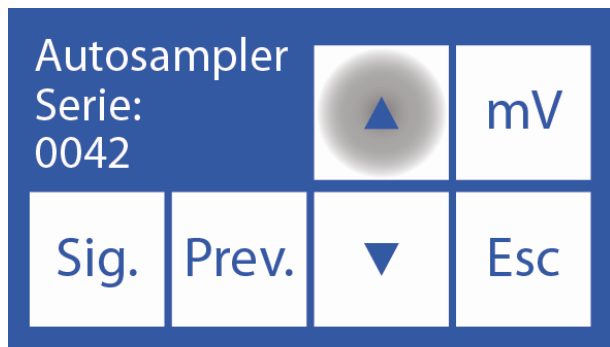 Autosampler
Serie:
0042
▲
mV
Sig.
Prev.
▼
Esc